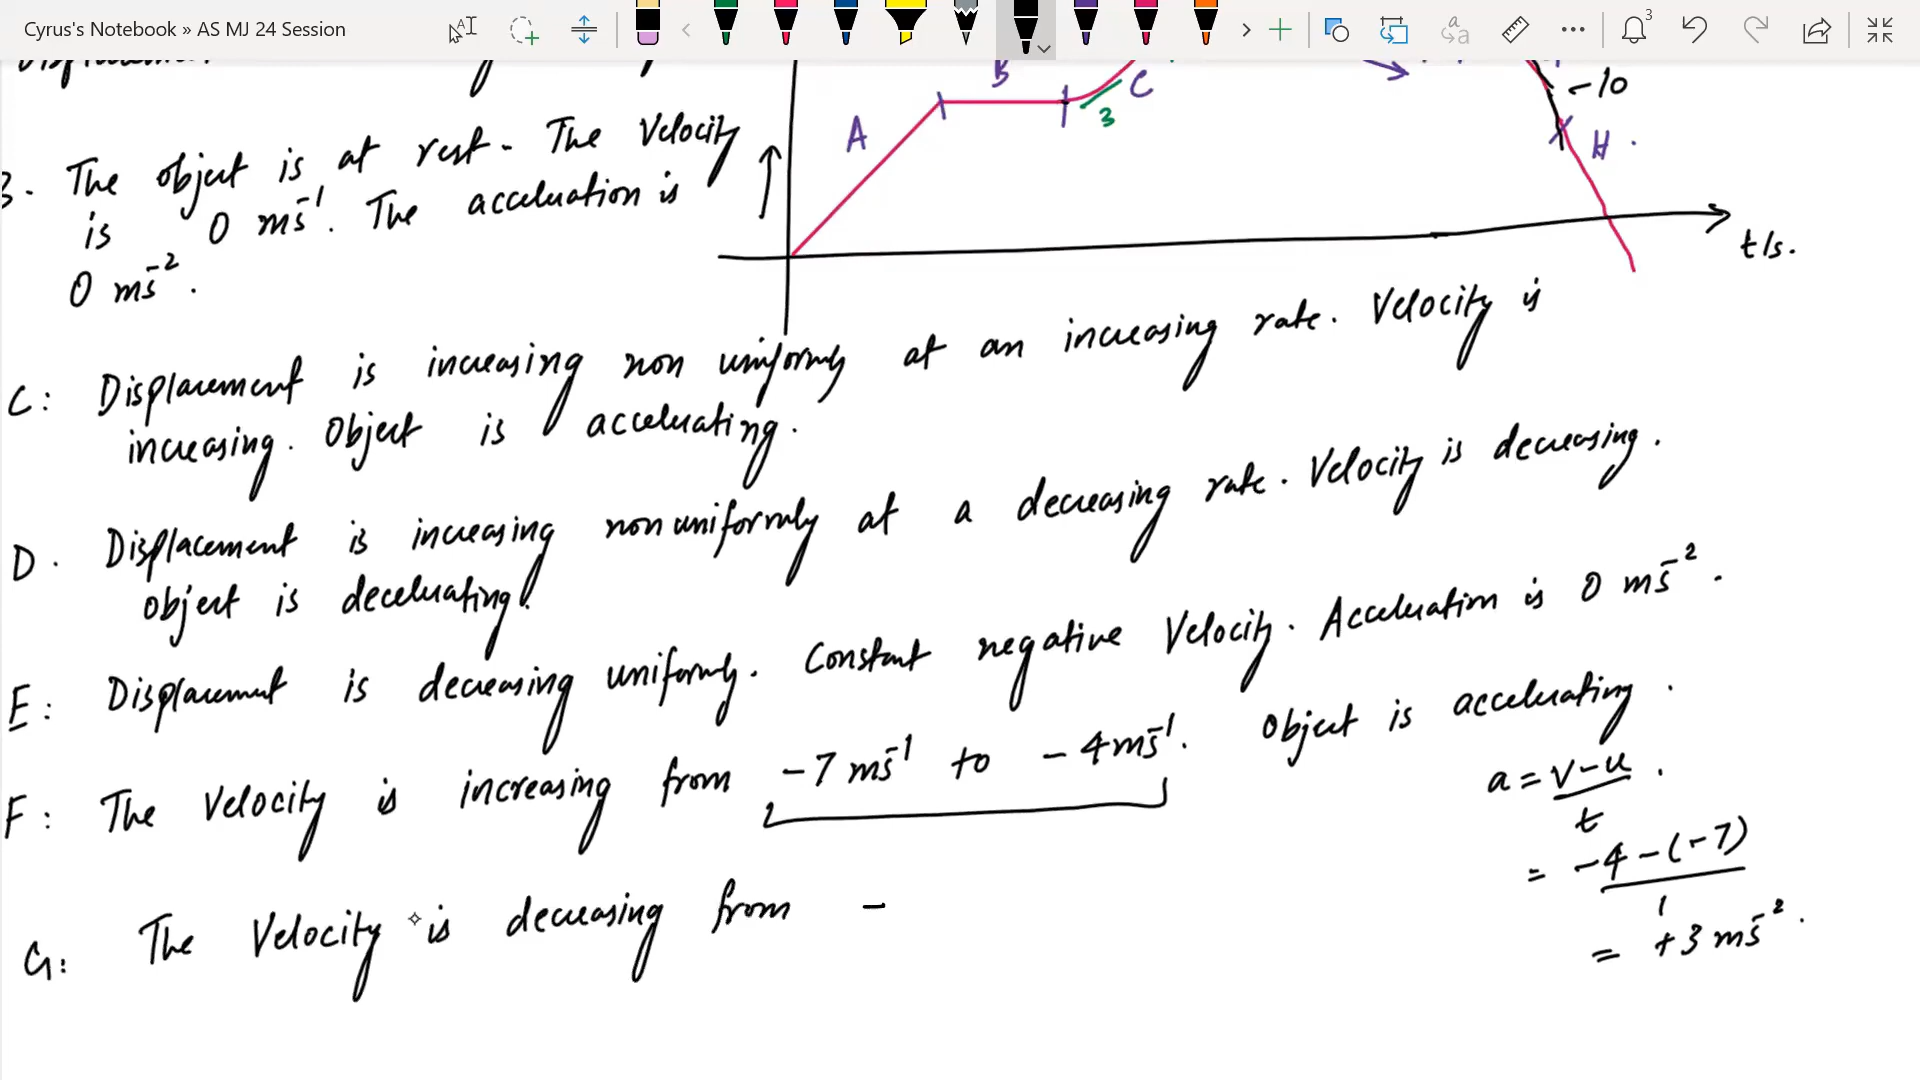 Cyrus's Notebook » AS MJ 24 Session
3
B
C
3
-10
A
H.
t/s.
B. The object is at rest. The Velocity
is 0 ms⁻¹. The acceleration is
0 ms⁻².
C: Displacement is increasing non uniformly at an increasing rate. Velocity is
increasing. Object is accelerating.
D. Displacement is increasing non uniformly at a decreasing rate. Velocity is decreasing.
object is decelerating.
E: Displacement is decreasing uniformly. Constant negative Velocity. Acceleration is 0 ms⁻².
F: The Velocity is increasing from -7 ms⁻¹ to -4 ms⁻¹. Object is accelerating.
a = v-u / t.
= -4-(-7) / 1
= +3 ms⁻².
G: The Velocity is decreasing from -